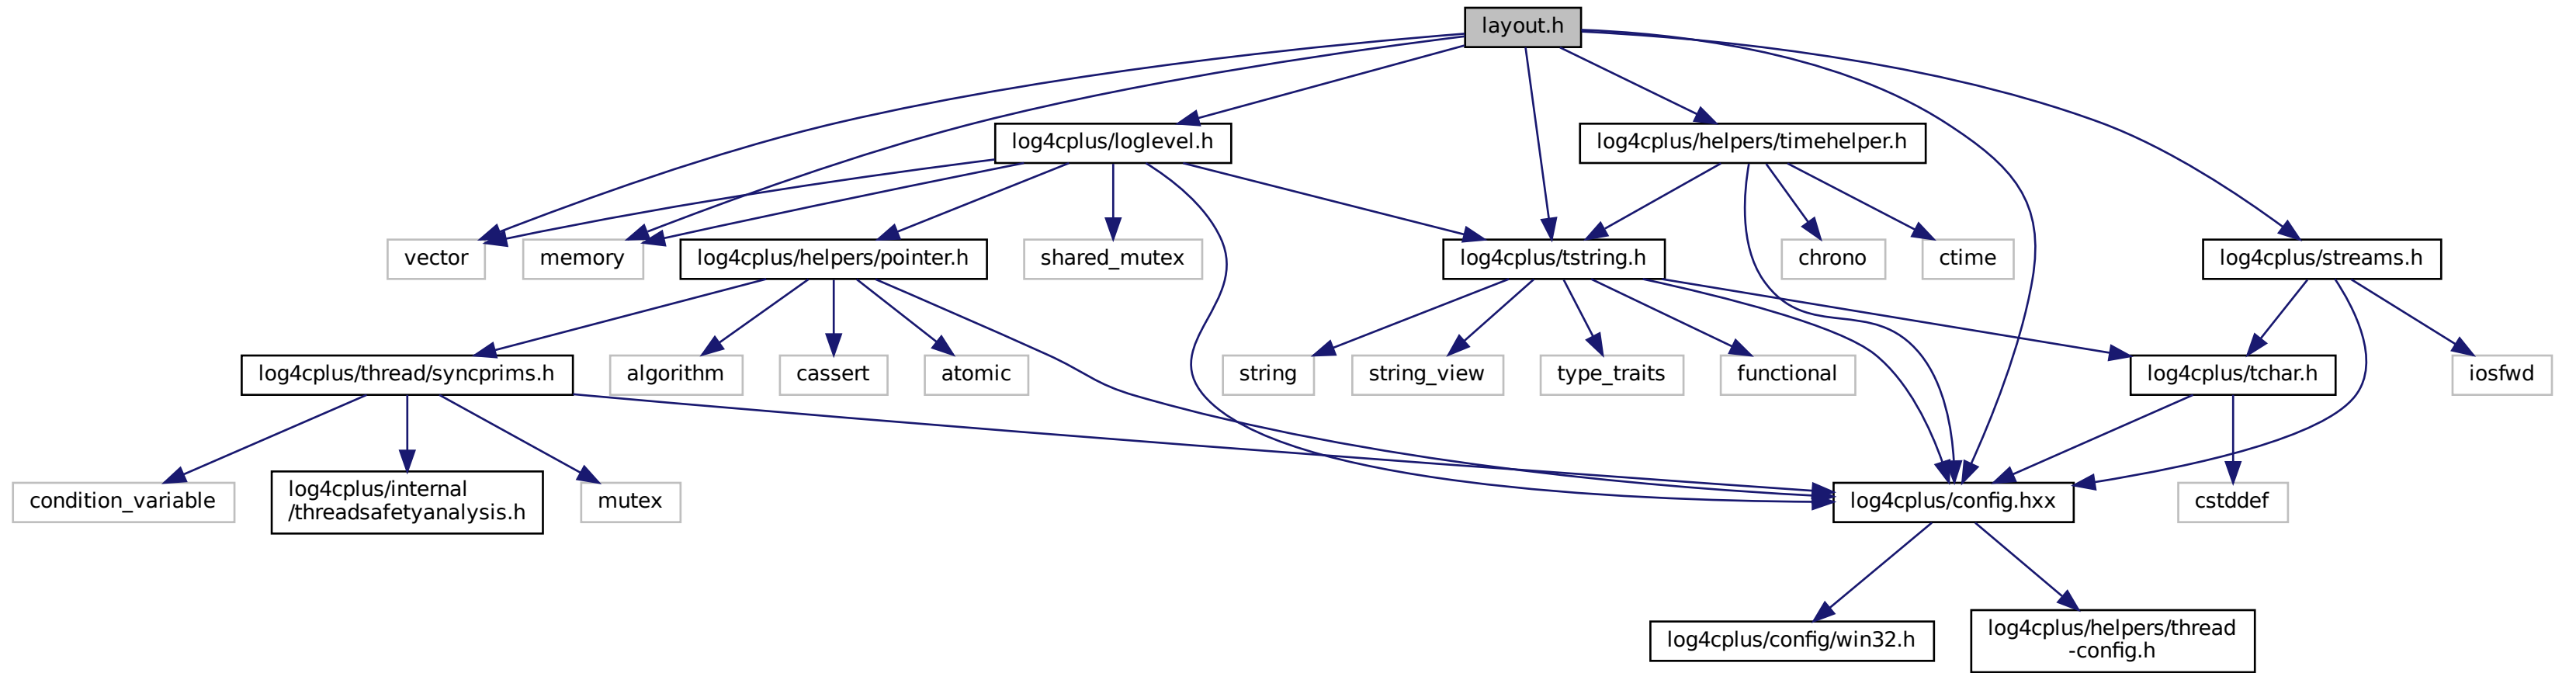 layout.h
log4cplus/loglevel.h
log4cplus/helpers/timehelper.h
vector
memory
log4cplus/helpers/pointer.h
shared_mutex
log4cplus/tstring.h
chrono
ctime
log4cplus/streams.h
log4cplus/thread/syncprims.h
algorithm
cassert
atomic
string
string_view
type_traits
functional
log4cplus/tchar.h
iosfwd
condition_variable
log4cplus/internal
/threadsafetyanalysis.h
mutex
log4cplus/config.hxx
cstddef
log4cplus/config/win32.h
log4cplus/helpers/thread
-config.h